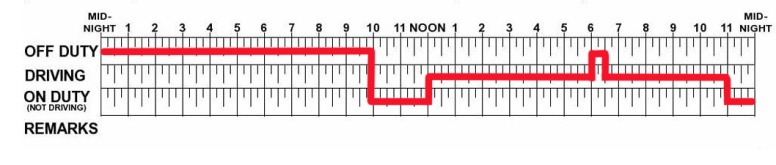 MID-NIGHT 1 2 3 4 5 6 7 8 9 10 11 NOON 1 2 3 4 5 6 7 8 9 10 11 MID-NIGHT
OFF DUTY
DRIVING
ON DUTY
(NOT DRIVING)
REMARKS